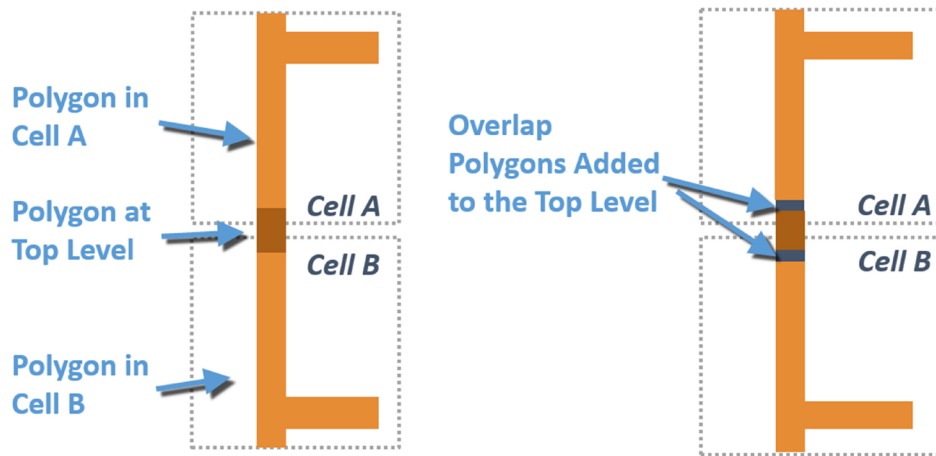 Polygon in
Cell A
Polygon at
Top Level
Cell A
Cell B
Polygon in
Cell B
Overlap
Polygons Added
to the Top Level
Cell A
Cell B